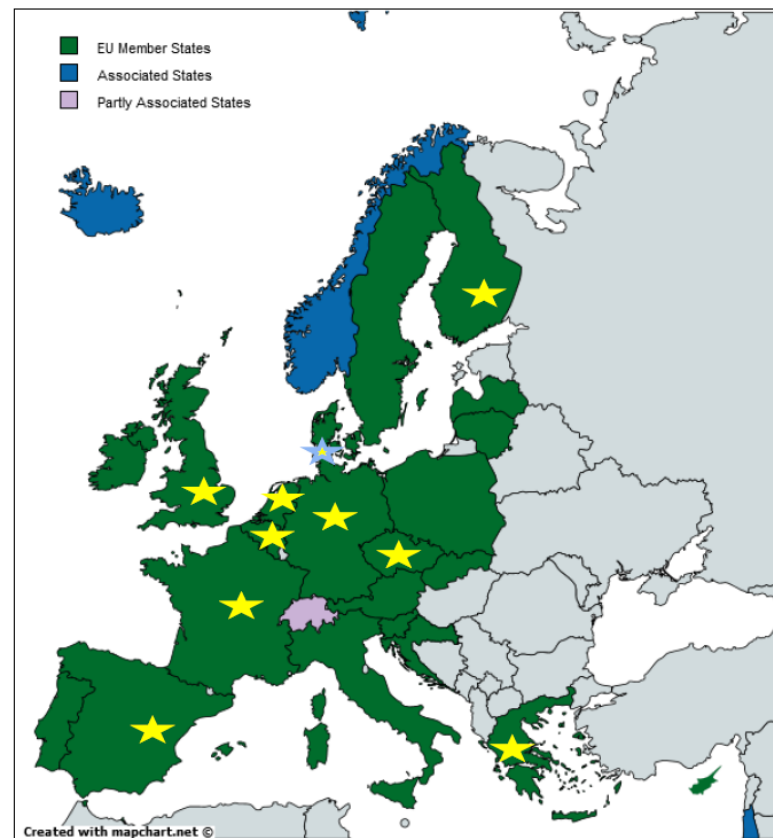 EU Member States
Associated States
Partly Associated States
Created with mapchart.net ©